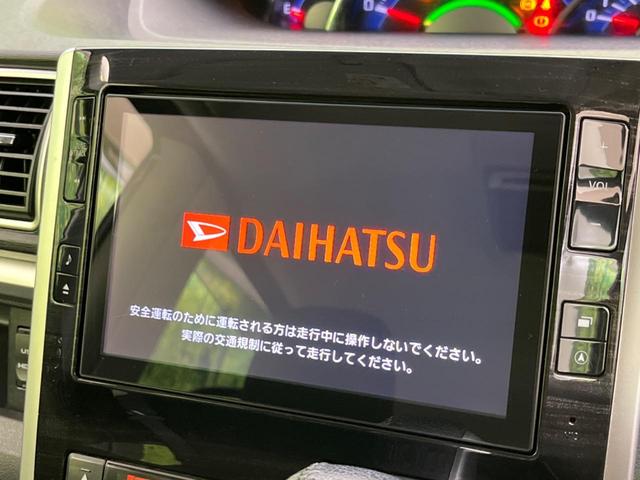 DAIHATSU
安全運転のために運転される方は走行中に操作しないでください。
実際の交通規制に従って走行してください。
+
VOL
−